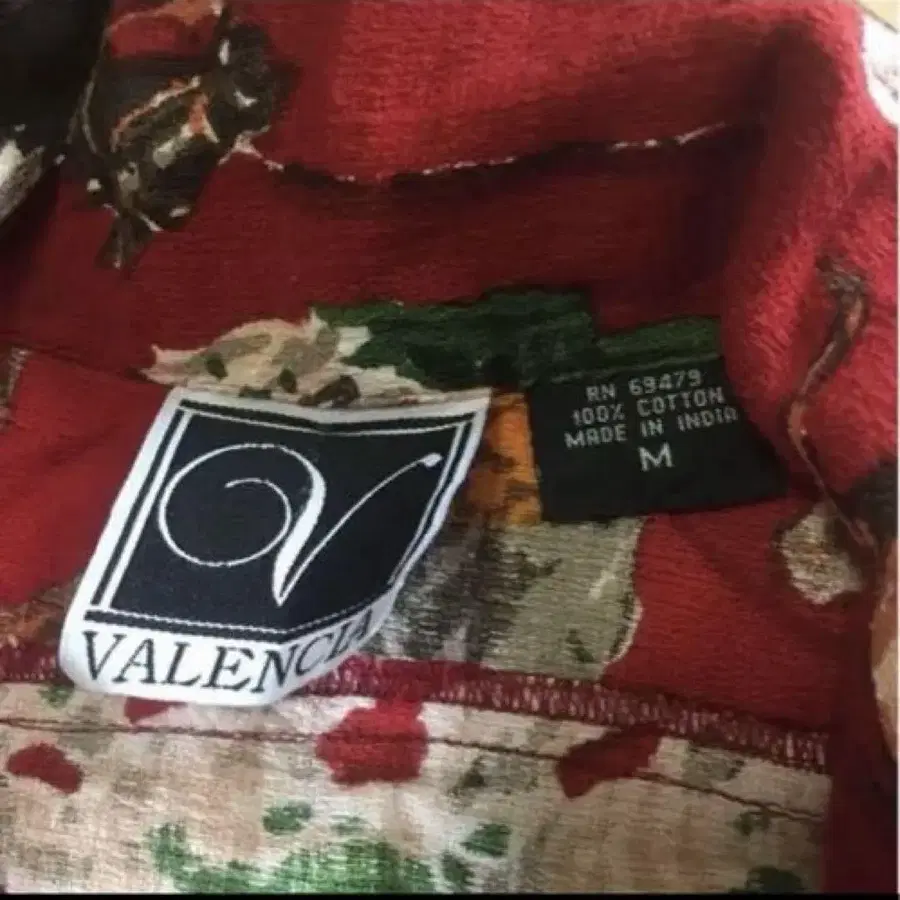 V
VALENCIA
RN 69479
100% COTTON
MADE IN INDIA
M